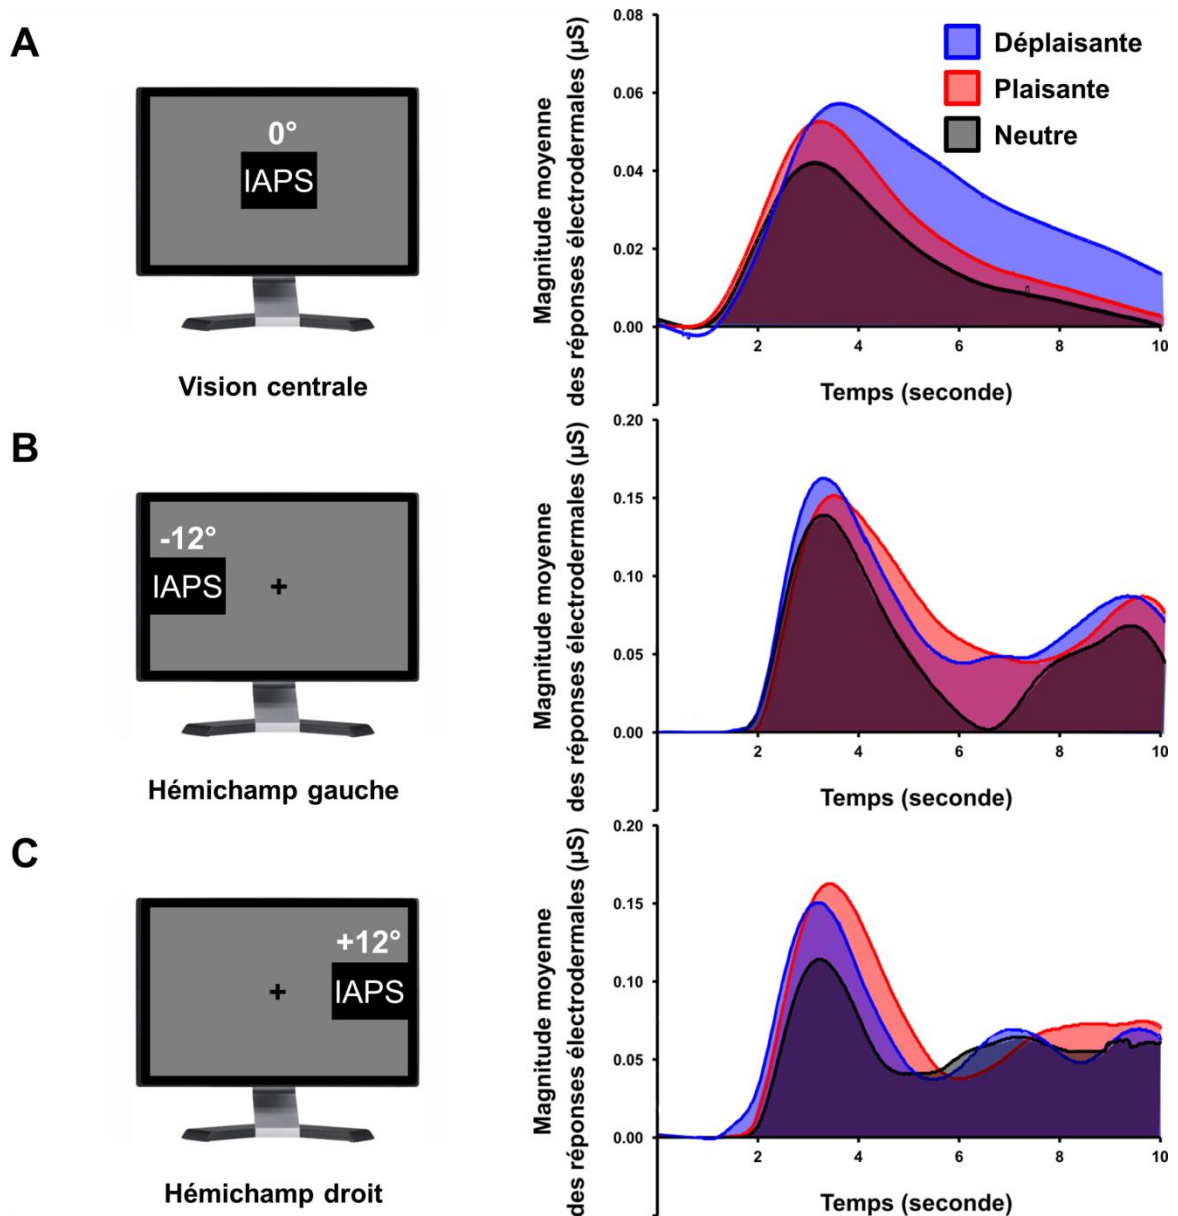 A
0°
IAPS
Vision centrale
Magnitude moyenne
des réponses électrodermales (µS)
0.08
0.06
0.04
0.02
0.00
2 4 6 8 10
Temps (seconde)
Déplaisante
Plaisante
Neutre
B
-12°
IAPS
+
Hémichamp gauche
Magnitude moyenne
des réponses électrodermales (µS)
0.20
0.15
0.10
0.05
0.00
2 4 6 8 10
Temps (seconde)
C
+12°
+
IAPS
Hémichamp droit
Magnitude moyenne
des réponses électrodermales (µS)
0.20
0.15
0.10
0.05
0.00
2 4 6 8 10
Temps (seconde)